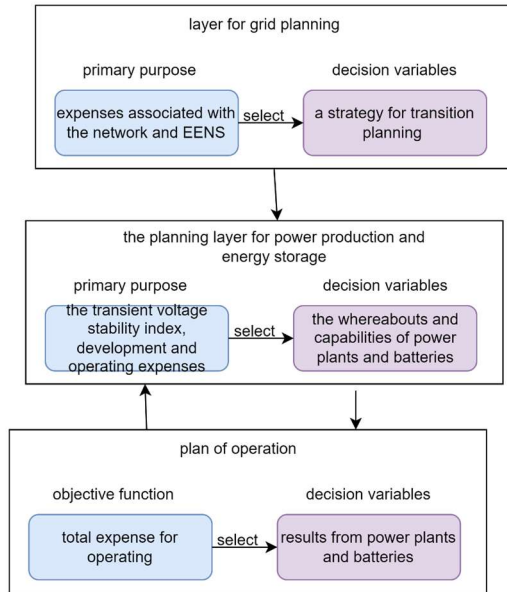 layer for grid planning
primary purpose
decision variables
expenses associated with
the network and EENS
select
a strategy for transition
planning
the planning layer for power production and
energy storage
primary purpose
decision variables
the transient voltage
stability index,
development and
operating expenses
select
the whereabouts and
capabilities of power
plants and batteries
plan of operation
objective function
decision variables
total expense for
operating
select
results from power plants
and batteries